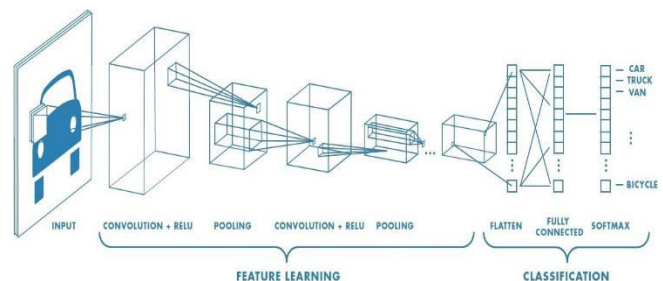 CAR
TRUCK
VAN
BICYCLE
INPUT
CONVOLUTION + RELU
POOLING
CONVOLUTION + RELU
POOLING
FLATTEN
FULLY
CONNECTED
SOFTMAX
FEATURE LEARNING
CLASSIFICATION